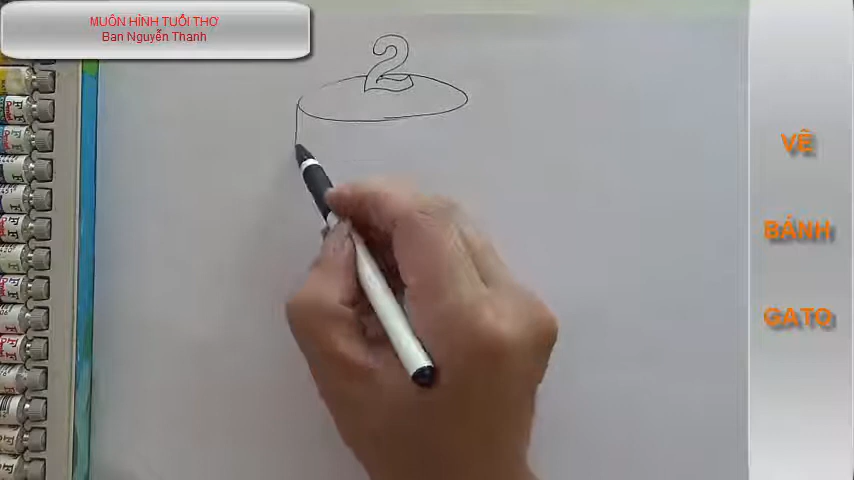 MUÔN HÌNH TUỔI THƠ
Ban Nguyễn Thanh
2
VẼ
BÁNH
GATO